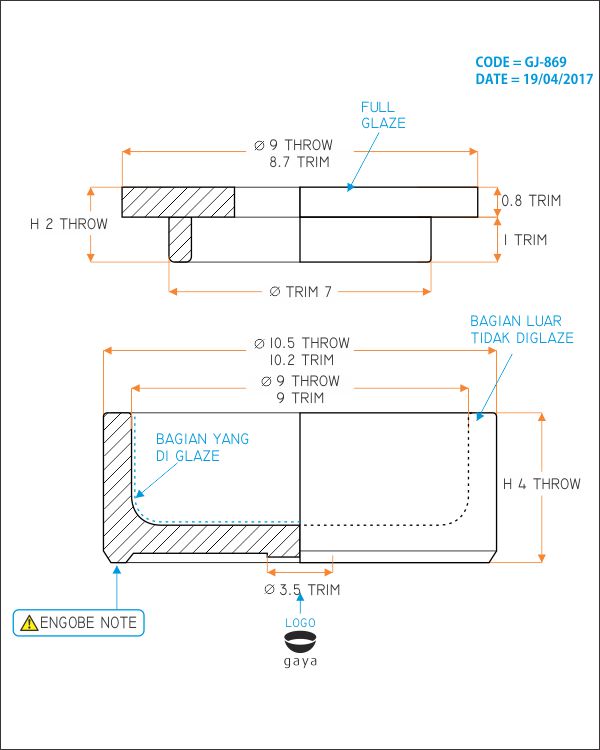 CODE = GJ-869
DATE = 19/04/2017
FULL
GLAZE
Ø 9 THROW
8.7 TRIM
0.8 TRIM
H 2 THROW
1 TRIM
Ø TRIM 7
BAGIAN LUAR
TIDAK DIGLAZE
Ø 10.5 THROW
10.2 TRIM
Ø 9 THROW
9 TRIM
BAGIAN YANG
DI GLAZE
H 4 THROW
Ø 3.5 TRIM
ENGOBE NOTE
LOGO
gaya